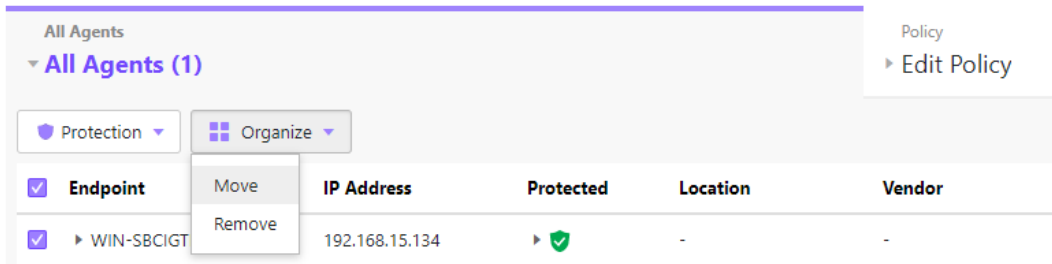 All Agents
All Agents (1)
Policy
Edit Policy
Protection
Organize
Move
Remove
Endpoint IP Address Protected Location Vendor
WIN-SBCIGT 192.168.15.134 - -